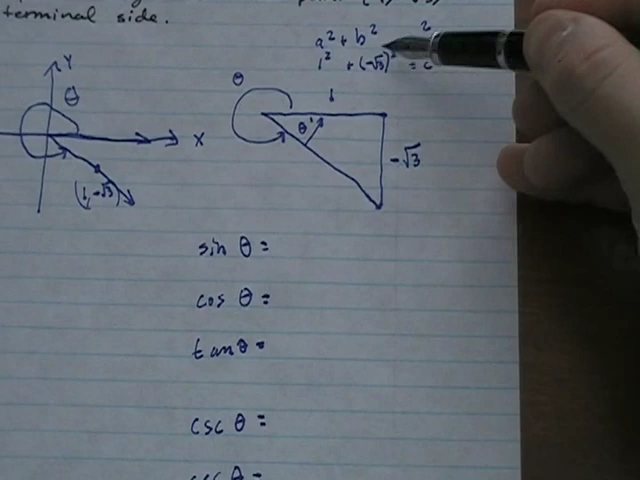 terminal side.
a² + b² c²
1² + (-√3)² = c
Y
θ
X
(1, -√3)
θ
1
θ'
-√3
sin θ =
cos θ =
tan θ =
csc θ =